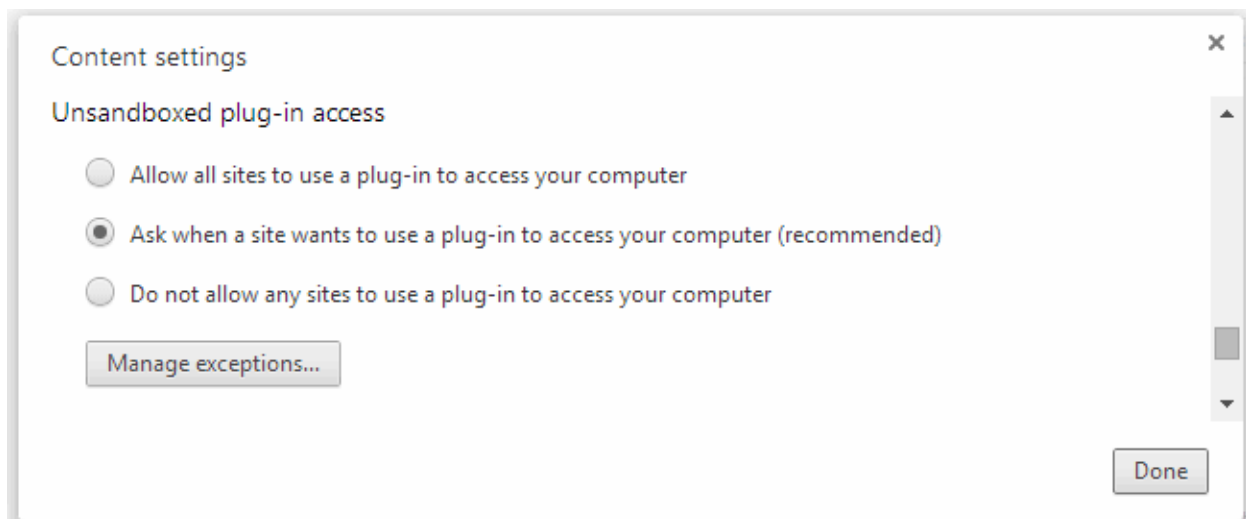 Content settings
Unsandboxed plug-in access
Allow all sites to use a plug-in to access your computer
Ask when a site wants to use a plug-in to access your computer (recommended)
Do not allow any sites to use a plug-in to access your computer
Manage exceptions...
Done